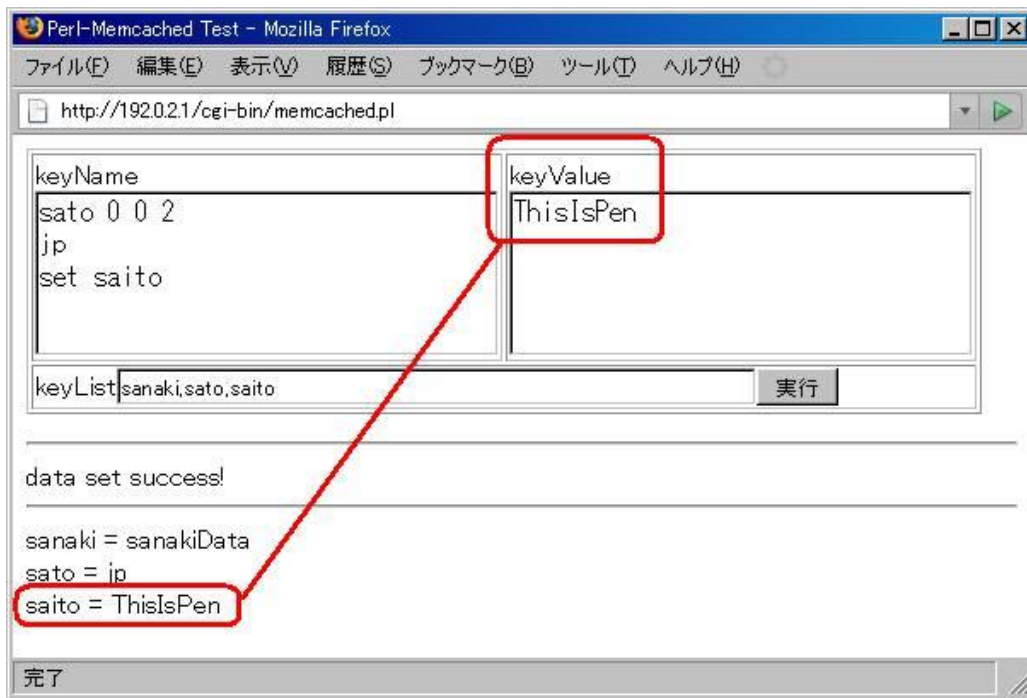 Perl-Memcached Test - Mozilla Firefox
ファイル(F) 編集(E) 表示(V) 履歴(S) ブックマーク(B) ツール(T) ヘルプ(H)
http://192.0.2.1/cgi-bin/memcached.pl
keyName
sato 0 0 2
jp
set saito
keyValue
ThisIsPen
keyList sanaki,sato,saito 実行
data set success!
sanaki = sanakiData
sato = jp
saito = ThisIsPen
完了